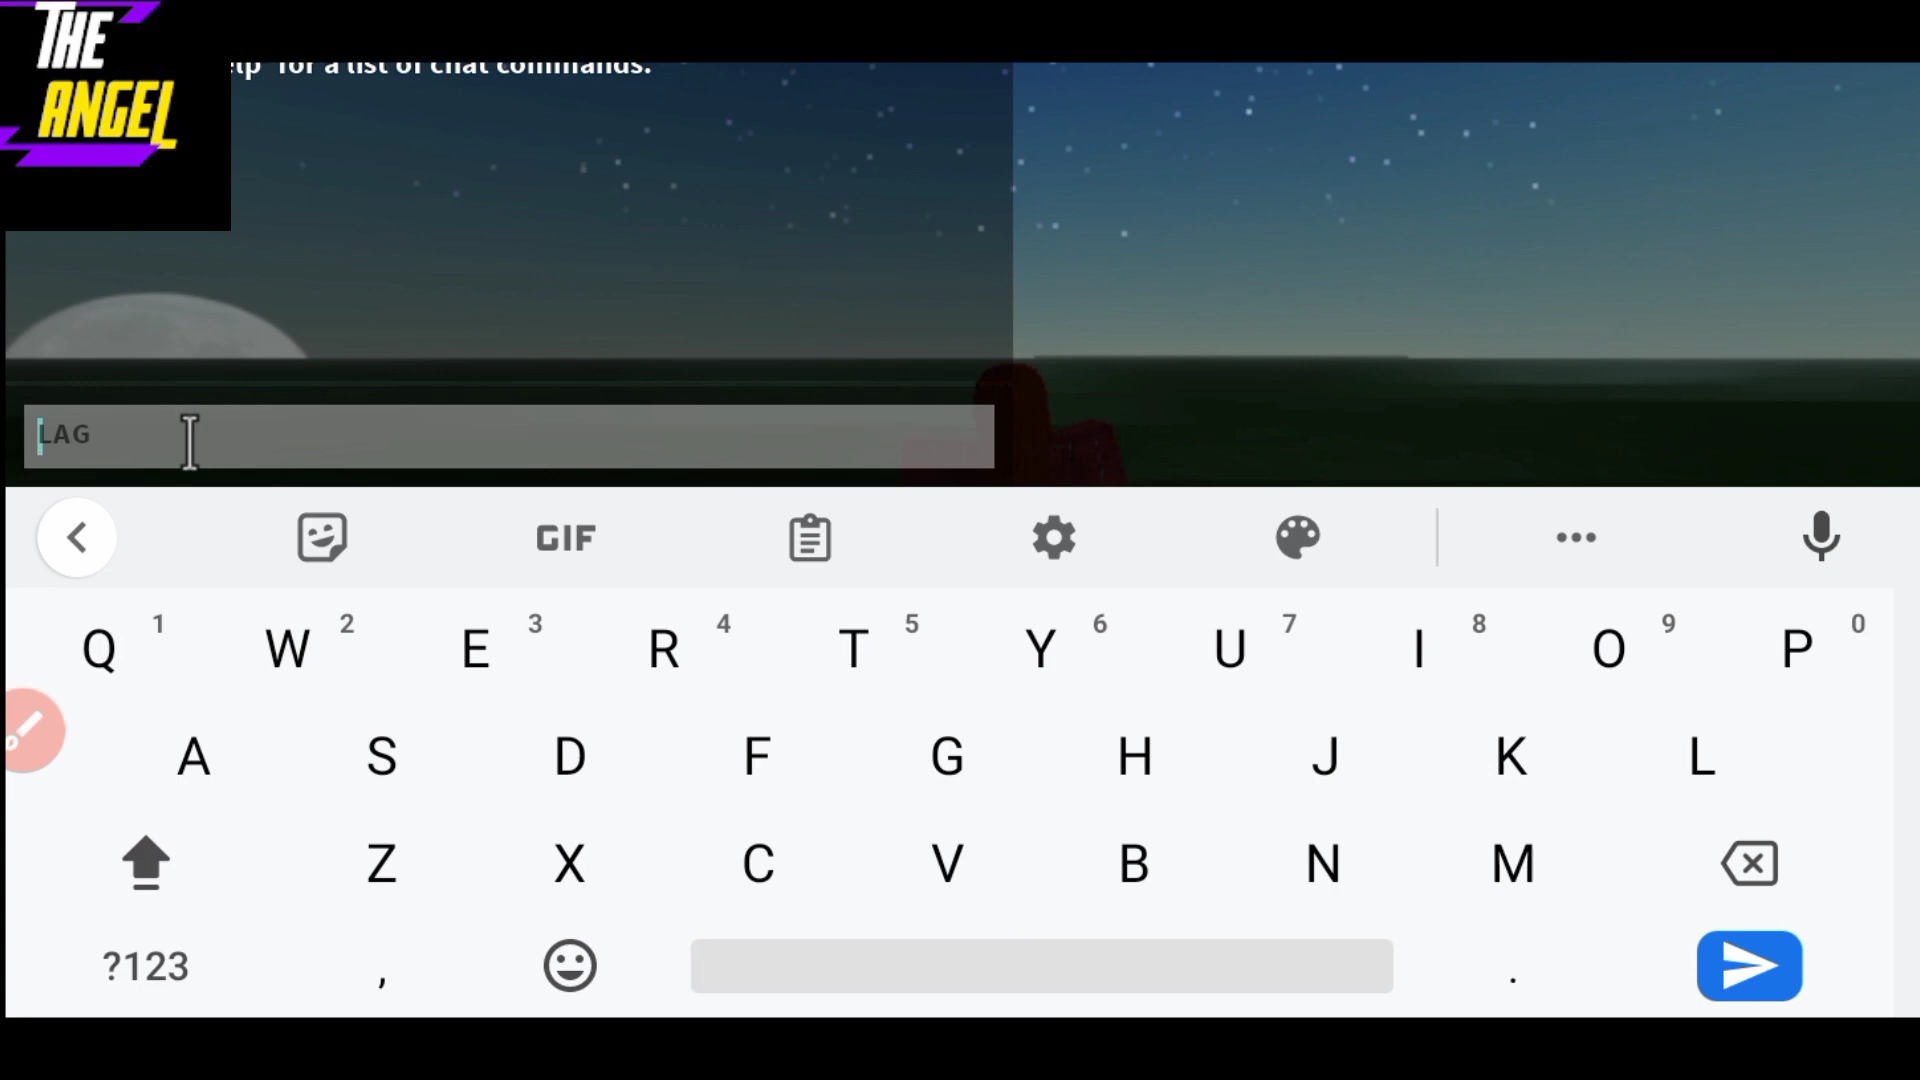 THE
ANGEL
for a list of chat commands.
LAG
GIF
Q 1 W 2 E 3 R 4 T 5 Y 6 U 7 I 8 O 9 P 0
A S D F G H J K L
Z X C V B N M
?123 , .